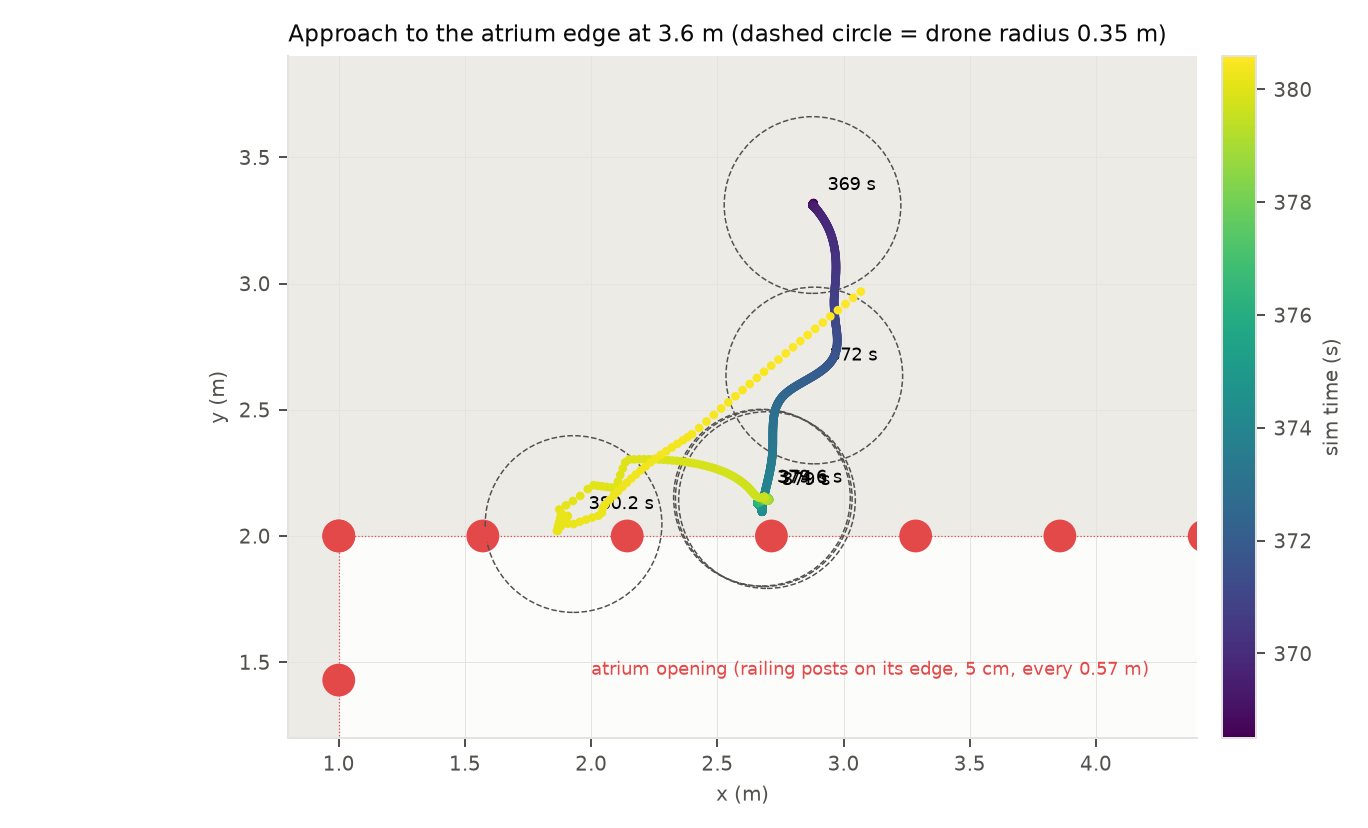 Approach to the atrium edge at 3.6 m (dashed circle = drone radius 0.35 m)
369 s
72 s
380.2 s
atrium opening (railing posts on its edge, 5 cm, every 0.57 m)
3.5
3.0
2.5
2.0
1.5
y (m)
1.0 1.5 2.0 2.5 3.0 3.5 4.0
x (m)
380
378
376
374
372
370
sim time (s)